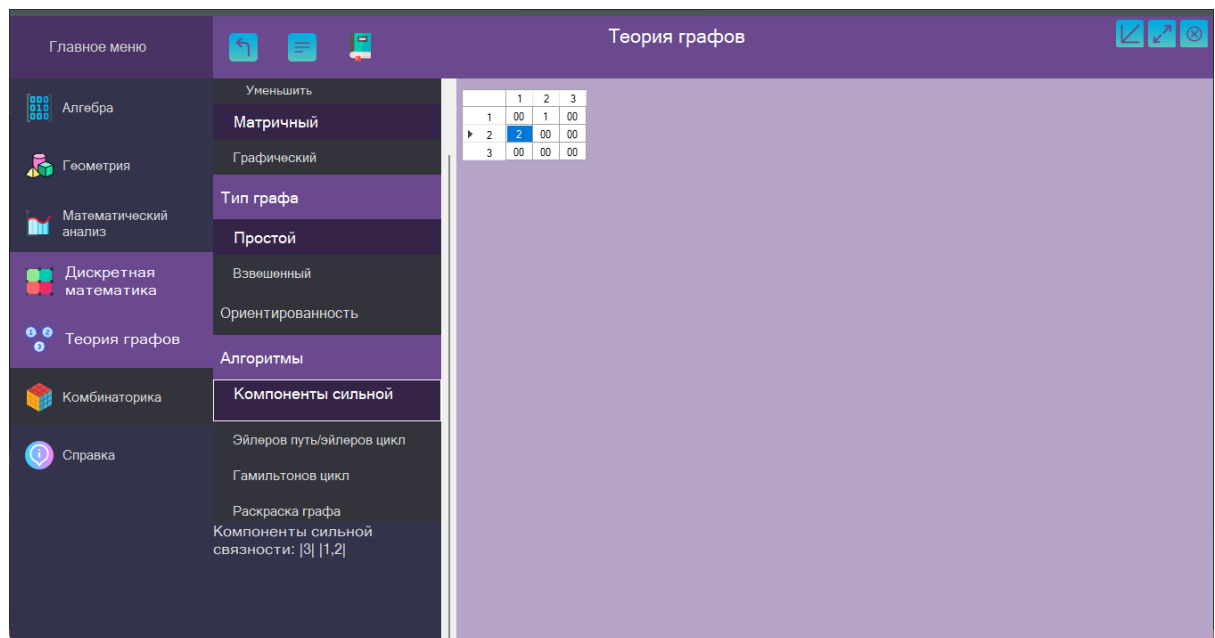 Главное меню
Теория графов
Алгебра
Геометрия
Математический
анализ
Дискретная
математика
Теория графов
Комбинаторика
Справка
Уменьшить
Матричный
Графический
Тип графа
Простой
Взвешенный
Ориентированность
Алгоритмы
Компоненты сильной
Эйлеров путь/эйлеров цикл
Гамильтонов цикл
Раскраска графа
Компоненты сильной
связности: |3| |1,2|
1 2 3
1 00 1 00
2 2 00 00
3 00 00 00